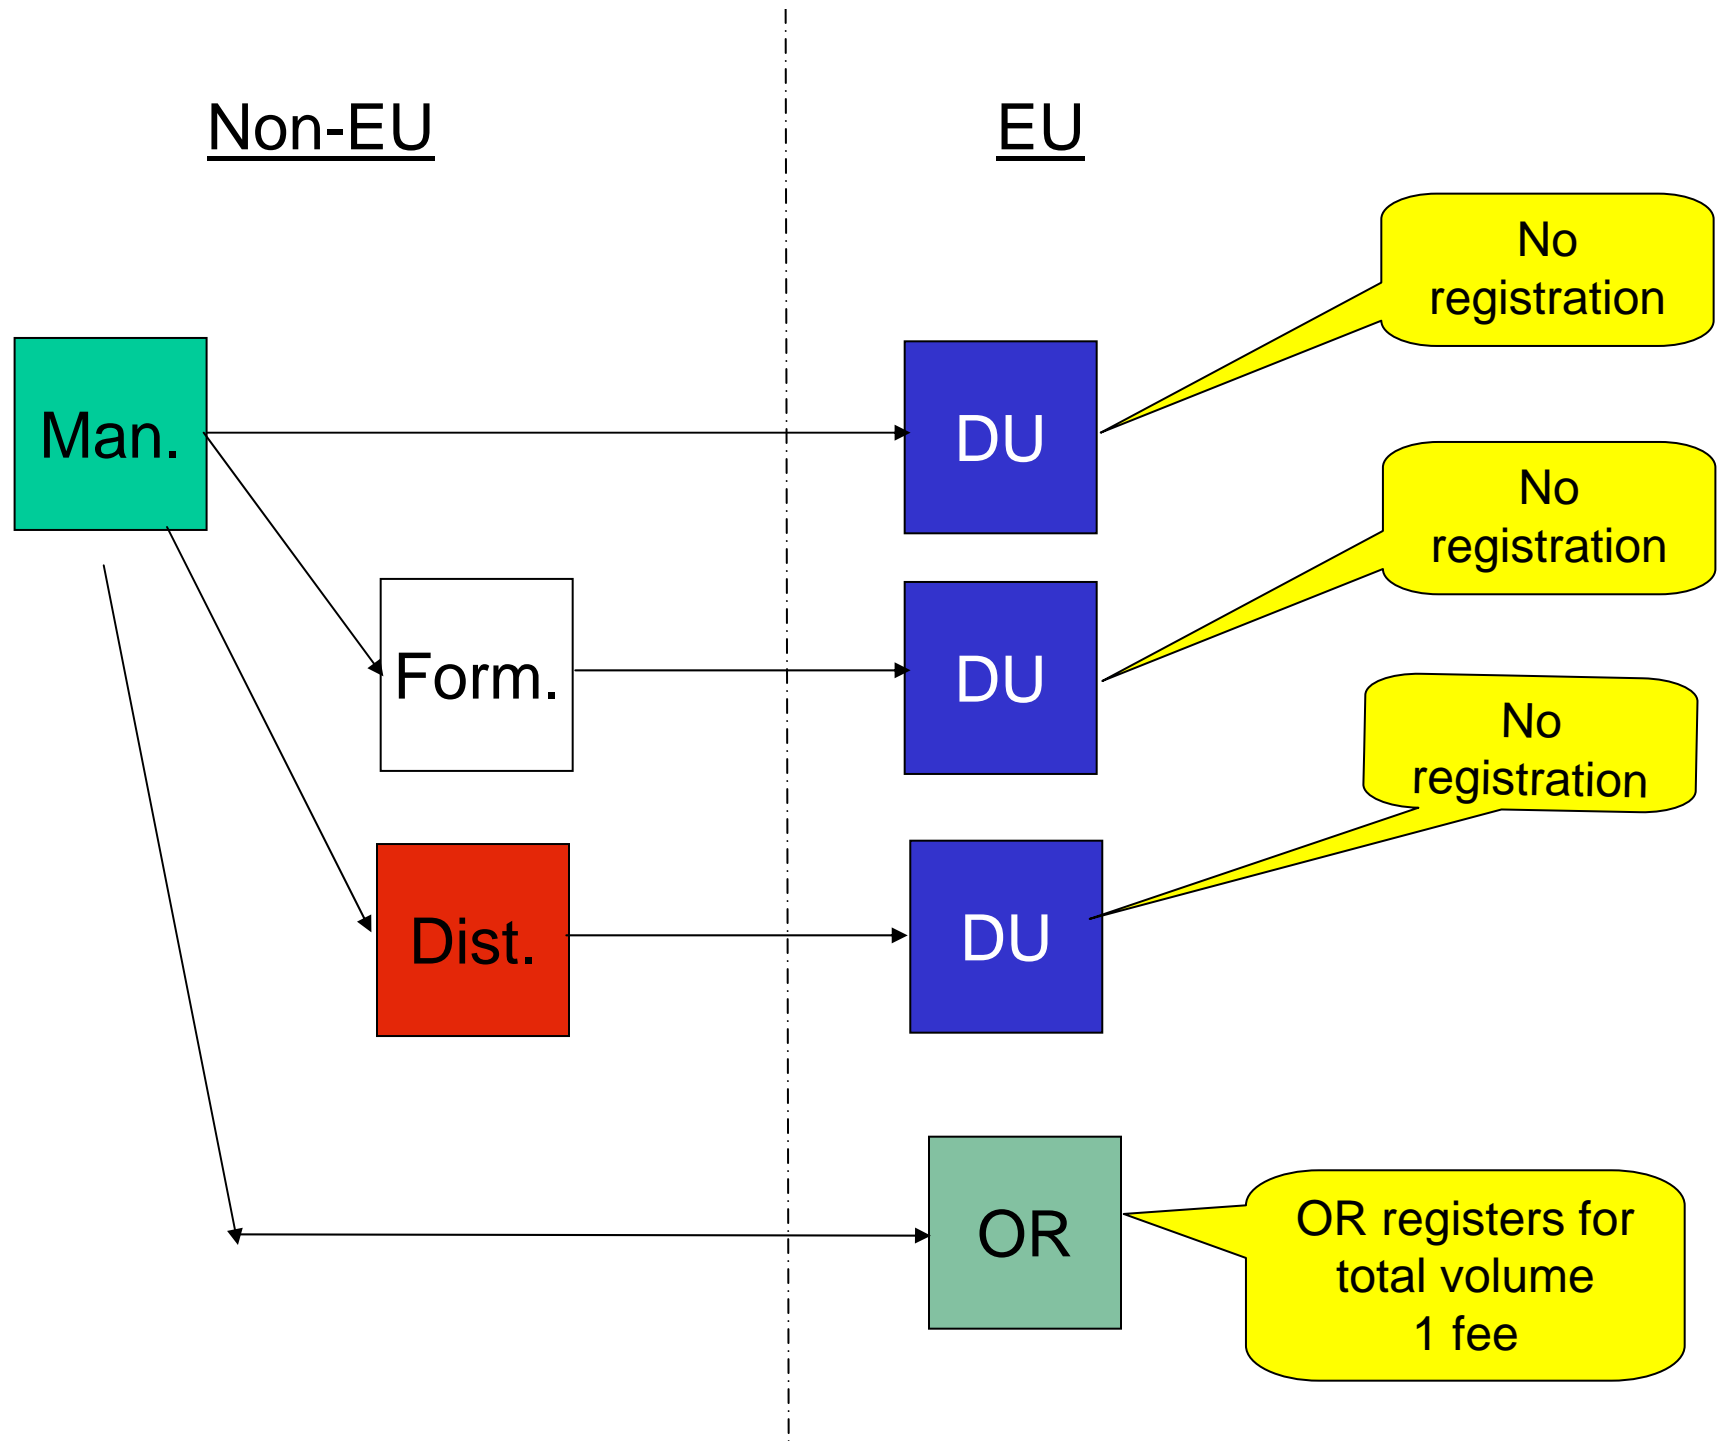 Non-EU
EU
No
registration
Man.
DU
No
registration
Form.
DU
No
registration
Dist.
DU
OR
OR registers for
total volume
1 fee